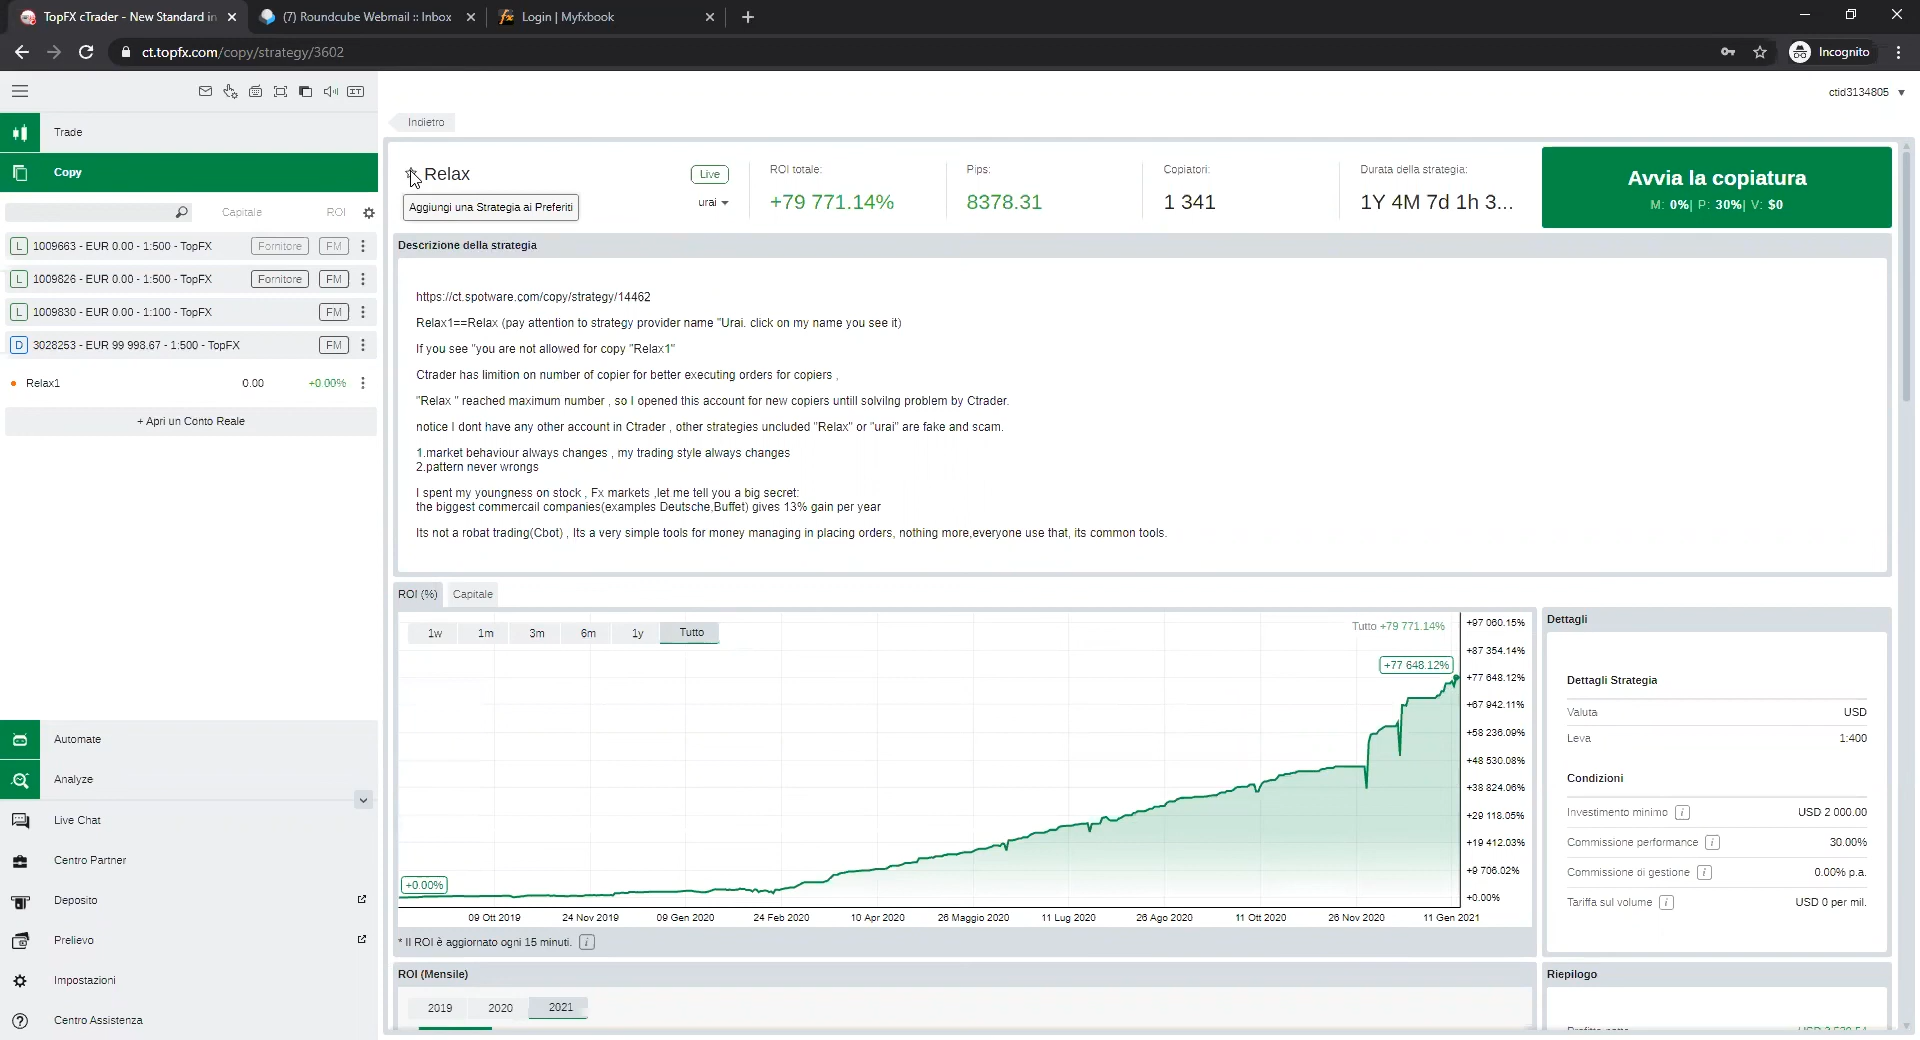 TopFX cTrader - New Standard in
(7) Roundcube Webmail :: Inbox
Login | Myfxbook
ct.topfx.com/copy/strategy/3602
Incognito
IT
ctid3134805
Trade
Copy
Capitale
ROI
L 1009663 - EUR 0.00 - 1:500 - TopFX Fornitore FM
L 1009826 - EUR 0.00 - 1:500 - TopFX Fornitore FM
L 1009830 - EUR 0.00 - 1:100 - TopFX FM
D 3028253 - EUR 99 998.67 - 1:500 - TopFX FM
Relax1 0.00 +0.00%
+ Apri un Conto Reale
Automate
Analyze
Live Chat
Centro Partner
Deposito
Prelievo
Impostazioni
Centro Assistenza
Indietro
Relax
Aggiungi una Strategia ai Preferiti
Live
urai
ROI totale:
+79 771.14%
Pips:
8378.31
Copiatori:
1 341
Durata della strategia:
1Y 4M 7d 1h 3...
Avvia la copiatura
M: 0%| P: 30%| V: $0
Descrizione della strategia
https://ct.spotware.com/copy/strategy/14462
Relax1==Relax (pay attention to strategy provider name "Urai. click on my name you see it)
If you see "you are not allowed for copy "Relax1"
Ctrader has limition on number of copier for better executing orders for copiers ,
"Relax " reached maximum number , so I opened this account for new copiers untill solvilng problem by Ctrader.
notice I dont have any other account in Ctrader , other strategies uncluded "Relax" or "urai" are fake and scam.
1.market behaviour always changes , my trading style always changes
2.pattern never wrongs
I spent my youngness on stock , Fx markets ,let me tell you a big secret:
the biggest commercail companies(examples Deutsche,Buffet) gives 13% gain per year
Its not a robat trading(Cbot) , Its a very simple tools for money managing in placing orders, nothing more,everyone use that, its common tools.
ROI (%)
Capitale
1w
1m
3m
6m
1y
Tutto
Tutto +79 771.14%
+77 648.12%
+0.00%
+97 060.15%
+87 354.14%
+77 648.12%
+67 942.11%
+58 236.09%
+48 530.08%
+38 824.06%
+29 118.05%
+19 412.03%
+9 706.02%
+0.00%
09 Ott 2019
24 Nov 2019
09 Gen 2020
24 Feb 2020
10 Apr 2020
26 Maggio 2020
11 Lug 2020
26 Ago 2020
11 Ott 2020
26 Nov 2020
11 Gen 2021
* Il ROI è aggiornato ogni 15 minuti.
ROI (Mensile)
2019
2020
2021
Dettagli
Dettagli Strategia
Valuta USD
Leva 1:400
Condizioni
Investimento minimo USD 2 000.00
Commissione performance 30.00%
Commissione di gestione 0.00% p.a.
Tariffa sul volume USD 0 per mil.
Riepilogo